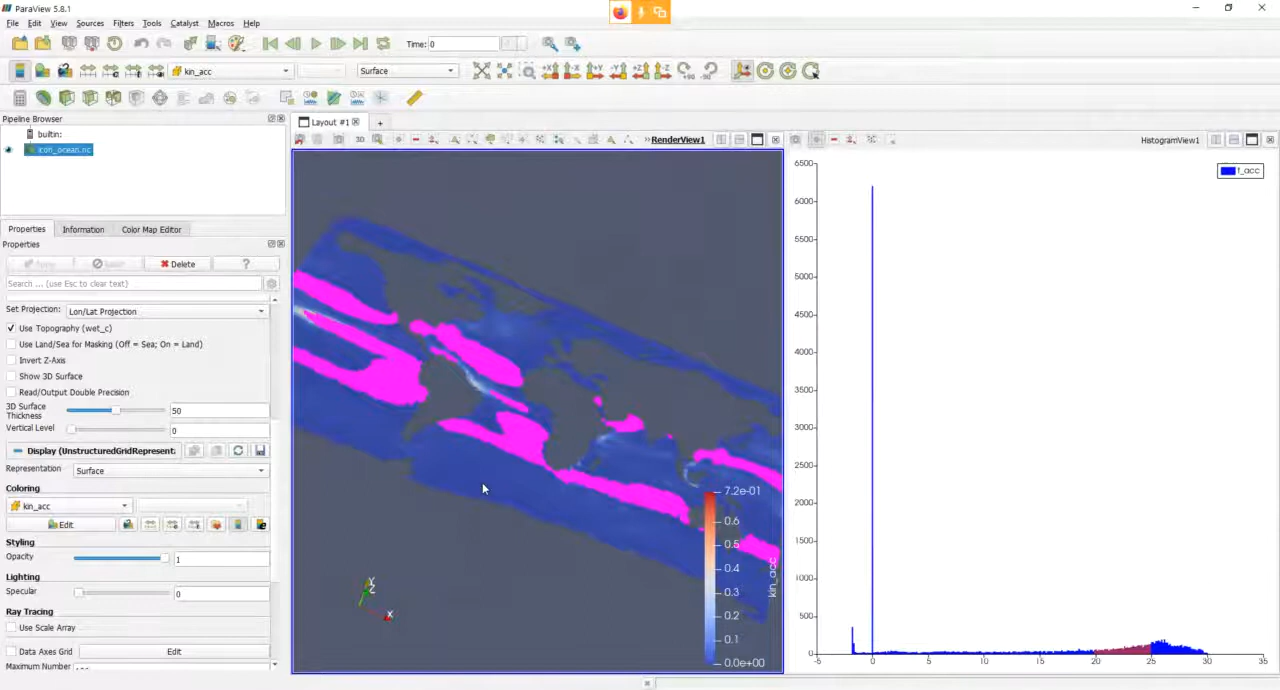 ParaView 5.8.1
File Edit View Sources Filters Tools Catalyst Macros Help
Time: 0
kin_acc
Surface
Pipeline Browser
builtin:
icon_ocean.nc
Properties Information Color Map Editor
Properties
Delete ?
Search ... (use Esc to clear text)
Set Projection: Lon/Lat Projection
Use Topography (wet_c)
Use Land/Sea for Masking (Off = Sea; On = Land)
Invert Z-Axis
Show 3D Surface
Read/Output Double Precision
3D Surface Thickness 50
Vertical Level 0
Display (UnstructuredGridRepresent:
Representation Surface
Coloring
kin_acc
Edit
Styling
Opacity 1
Lighting
Specular 0
Ray Tracing
Use Scale Array
Data Axes Grid Edit
Maximum Number
Layout #1
+
3D
RenderView1
7.2e-01
0.6
0.5
0.4
0.3
0.2
0.1
0.0e+00
kin_acc
Y
Z
X
HistogramView1
t_acc
6500
6000
5500
5000
4500
4000
3500
3000
2500
2000
1500
1000
500
0
-5 0 5 10 15 20 25 30 35